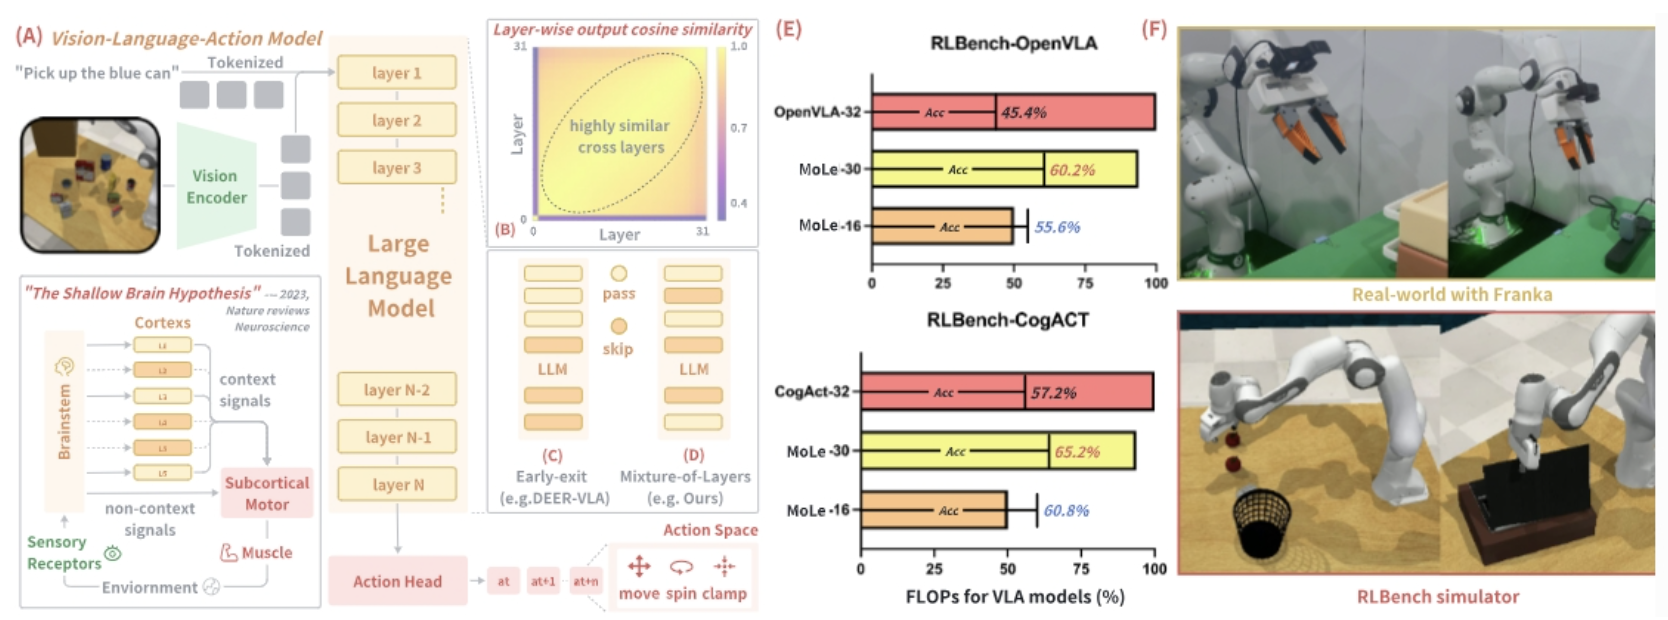 (A) Vision-Language-Action Model
"Pick up the blue can"
Tokenized
Vision
Encoder
Tokenized
layer 1
layer 2
layer 3
Large
Language
Model
layer N-2
layer N-1
layer N
Action Head
at
at+1
at+n
Action Space
move spin clamp
"The Shallow Brain Hypothesis" --- 2023,
Nature reviews
Neuroscience
Cortexs
Brainstem
L1
L2
L3
L5
context
signals
non-context
signals
Subcortical
Motor
Sensory
Receptors
Muscle
Enviornment
Layer-wise output cosine similarity
31
Layer
0
highly similar
cross layers
0
Layer
31
1.0
0.7
0.4
(B)
pass
skip
LLM
LLM
(C)
Early-exit
(e.g.DEER-VLA)
(D)
Mixture-of-Layers
(e.g. Ours)
(E)
RLBench-OpenVLA
OpenVLA-32
Acc
45.4%
MoLe-30
Acc
60.2%
MoLe-16
Acc
55.6%
0 25 50 75 100
RLBench-CogACT
CogAct-32
Acc
57.2%
MoLe-30
Acc
65.2%
MoLe-16
Acc
60.8%
0 25 50 75 100
FLOPs for VLA models (%)
(F)
Real-world with Franka
RLBench simulator